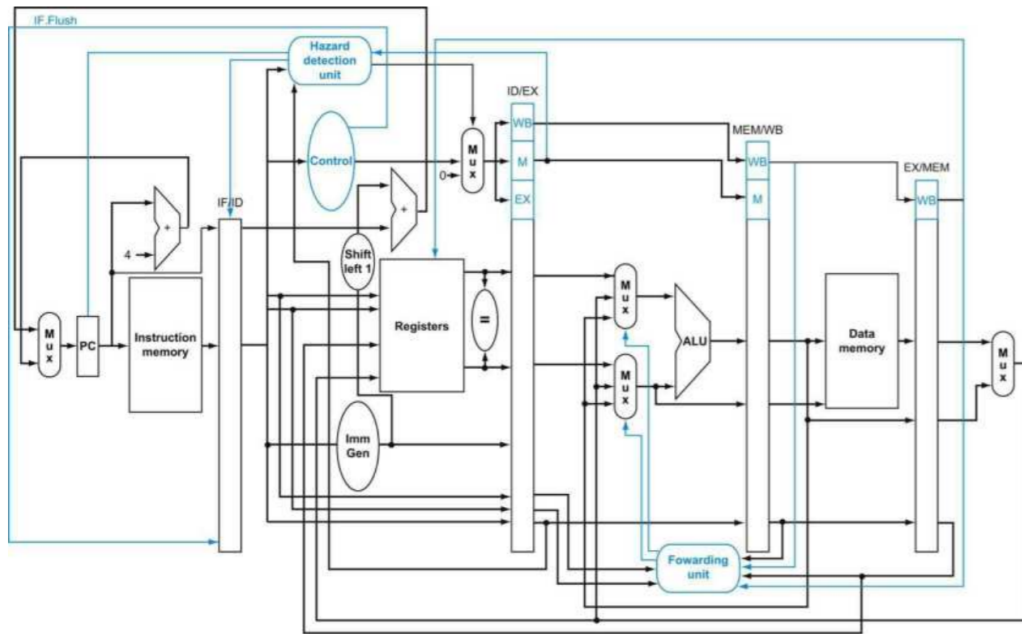 IF.Flush
Hazard
detection
unit
ID/EX
WB
MEM/WB
Control
M
u
x
M
WB
EX/MEM
0
EX
M
WB
IF/ID
+
+
4
Shift
left 1
M
u
x
PC
Instruction
memory
Registers
=
M
u
x
ALU
Data
memory
M
u
x
M
u
x
Imm
Gen
Fowarding
unit